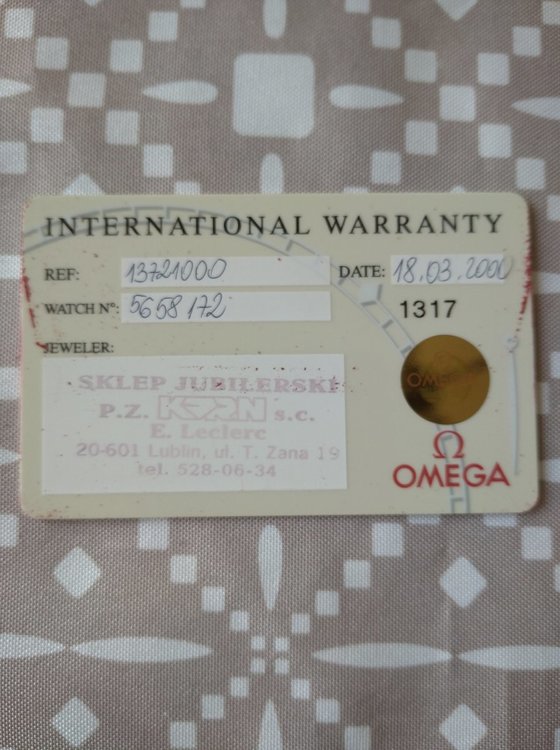 INTERNATIONAL WARRANTY
REF: 13721000 DATE: 18.03.2000
WATCH Nº: 5658172 1317
JEWELER:
SKLEP JUBILERSKI
P.Z. KORN s.c.
E. Leclerc
20-601 Lublin, ul. T. Zana 19
tel. 528-06-34
OMEGA
Ω
OMEGA